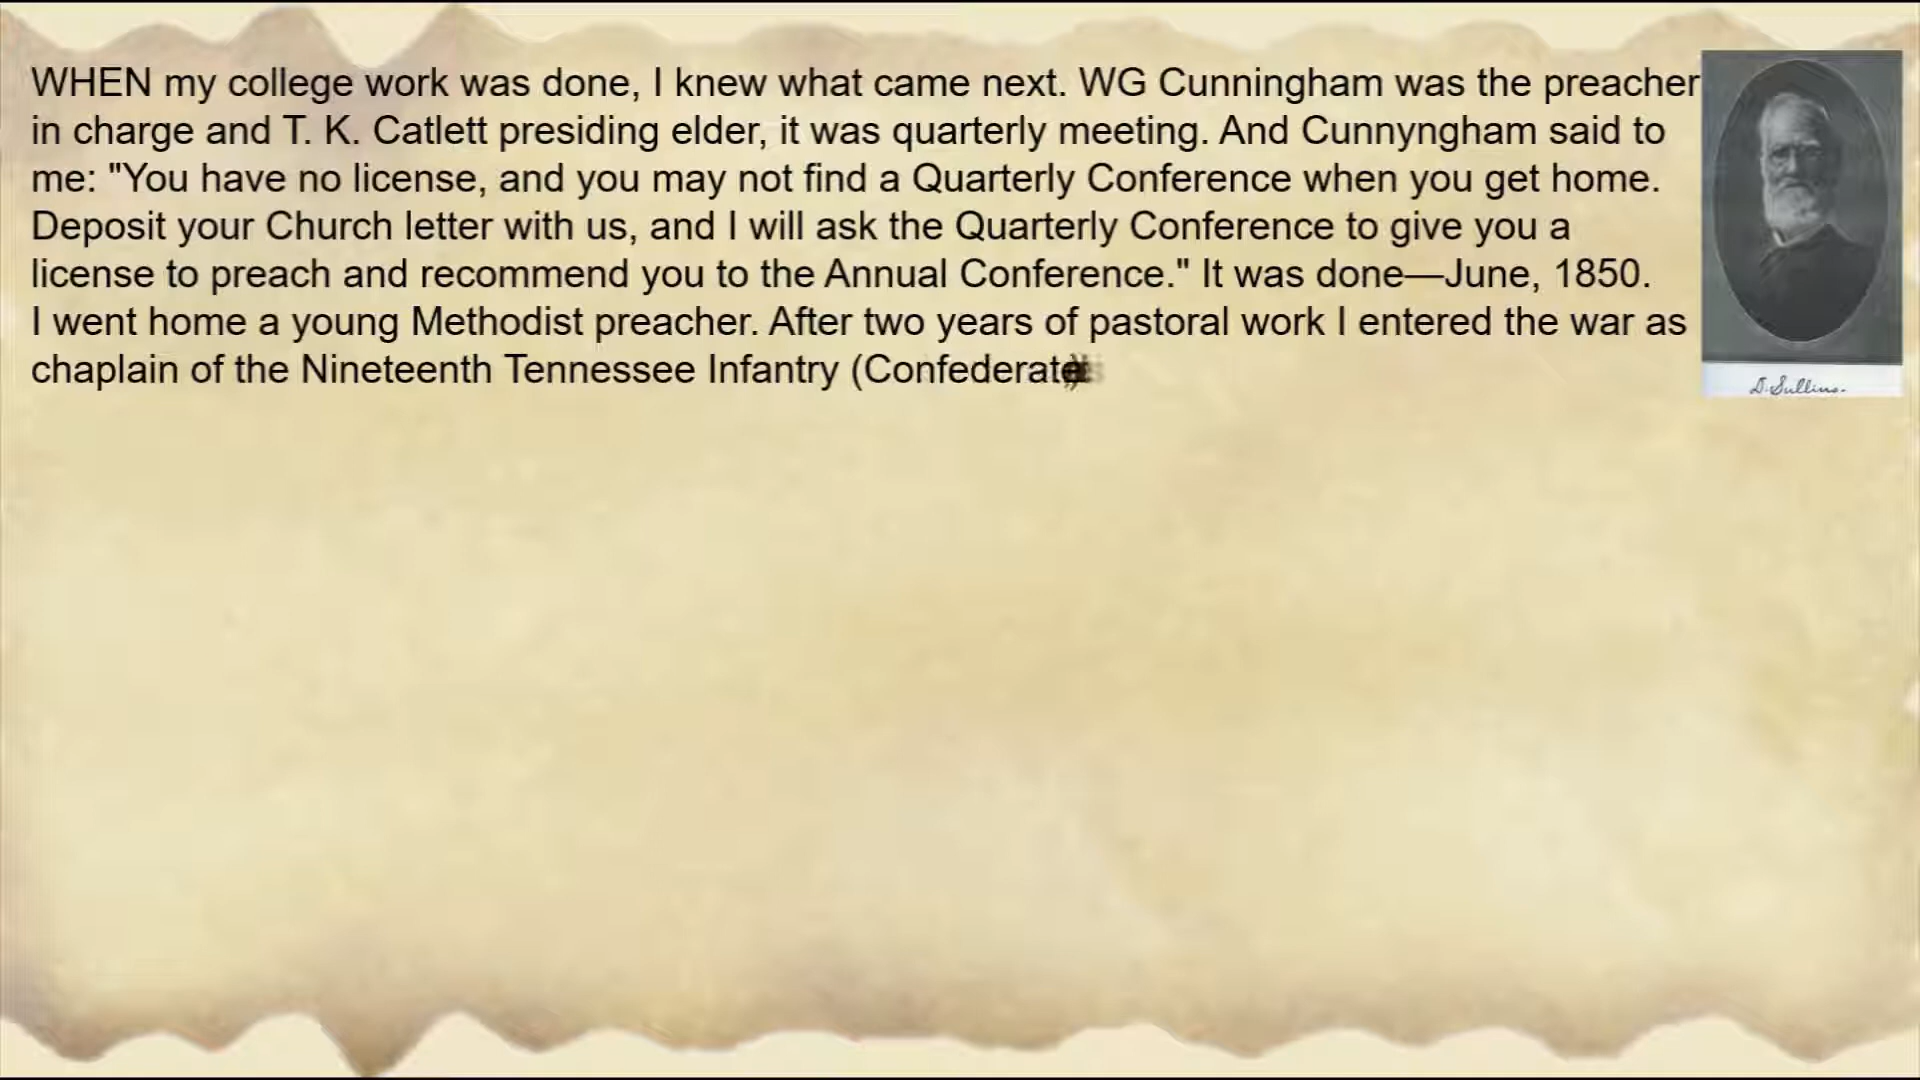 WHEN my college work was done, I knew what came next. WG Cunningham was the preacher
in charge and T. K. Catlett presiding elder, it was quarterly meeting. And Cunnyngham said to
me: "You have no license, and you may not find a Quarterly Conference when you get home.
Deposit your Church letter with us, and I will ask the Quarterly Conference to give you a
license to preach and recommend you to the Annual Conference." It was done—June, 1850.
I went home a young Methodist preacher. After two years of pastoral work I entered the war as
chaplain of the Nineteenth Tennessee Infantry (Confederate
D. Sullins.